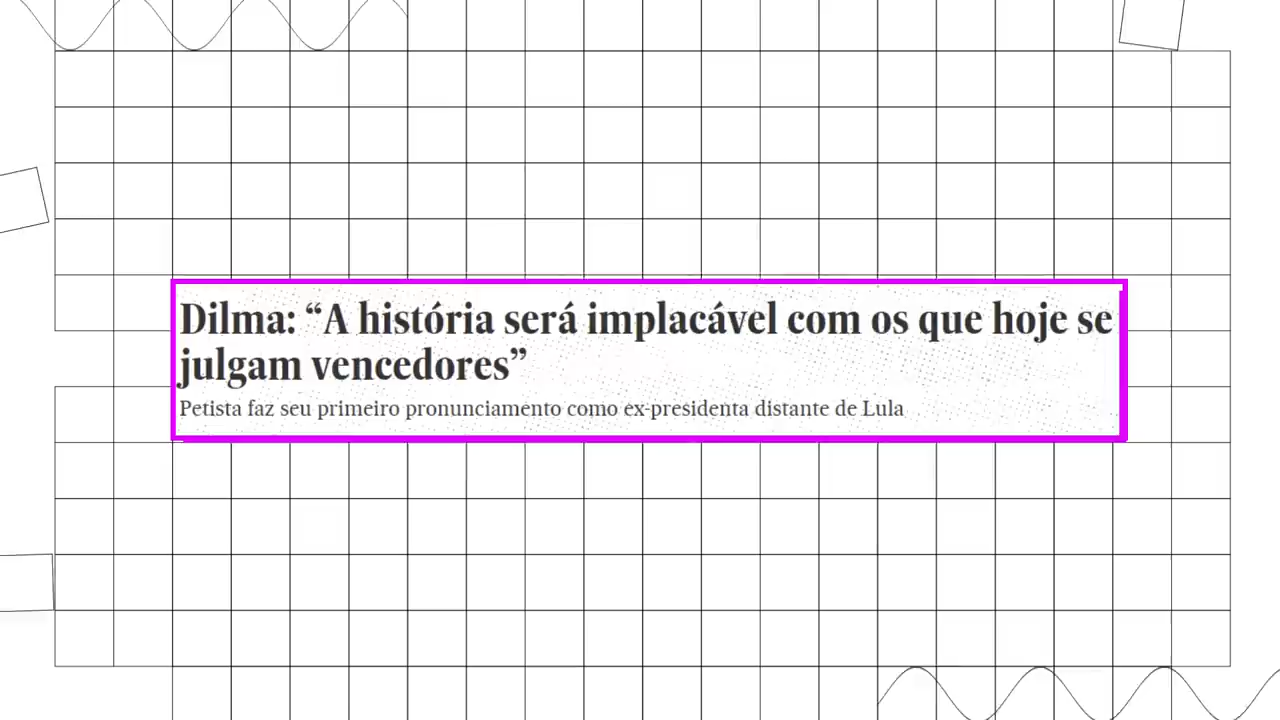 Dilma: “A história será implacável com os que hoje se
julgam vencedores”
Petista faz seu primeiro pronunciamento como ex-presidenta distante de Lula